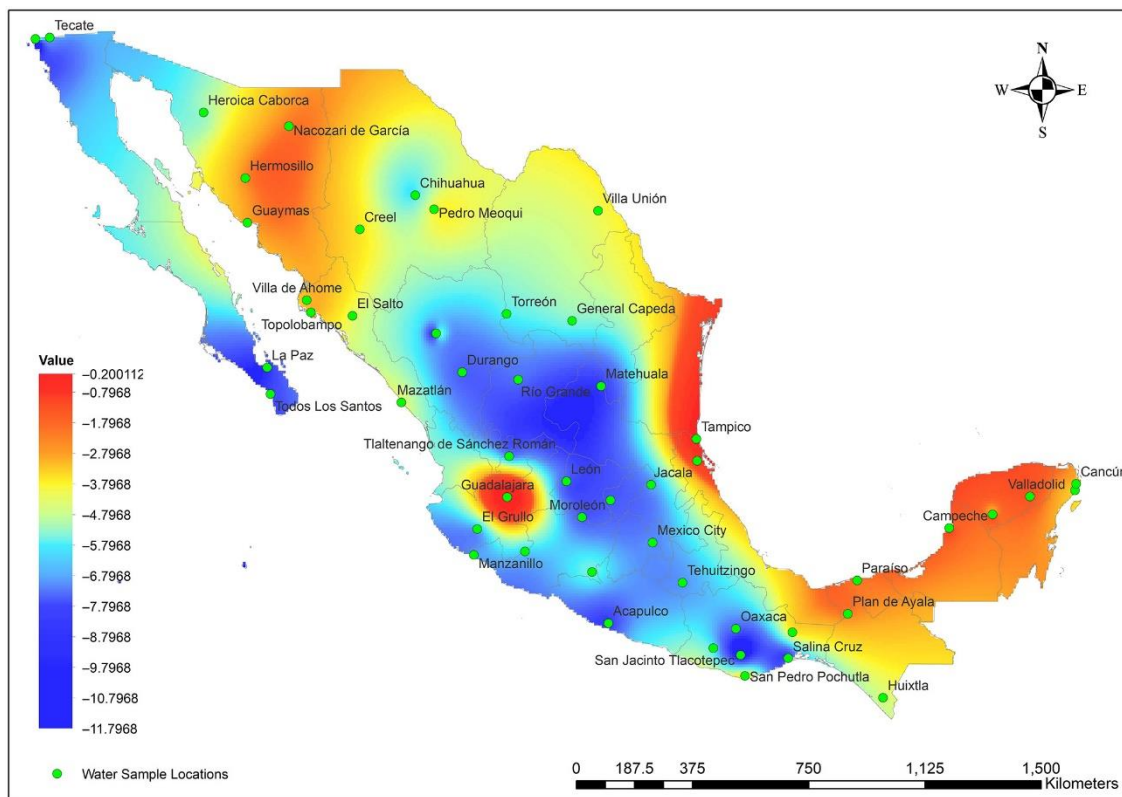 Tecate
N
W E
S
Heroica Caborca
Nacozari de García
Hermosillo
Chihuahua
Guaymas
Creel
Pedro Meoqui
Villa Unión
Villa de Ahome
El Salto
Torreón
General Capeda
Topolobampo
La Paz
Durango
Río Grande
Matehuala
Todos Los Santos
Mazatlán
Tampico
Tlaltenango de Sánchez Román
León
Jacala
Guadalajara
Cancún
Valladolid
Moroleón
Campeche
El Grullo
Mexico City
Manzanillo
Tehuitzingo
Paraíso
Plan de Ayala
Acapulco
Oaxaca
San Jacinto Tlacotepec
Salina Cruz
San Pedro Pochutla
Huixtla
Value
−0.200112
−0.7968
−1.7968
−2.7968
−3.7968
−4.7968
−5.7968
−6.7968
−7.7968
−8.7968
−9.7968
−10.7968
−11.7968
Water Sample Locations
0 187.5 375 750 1,125 1,500
Kilometers